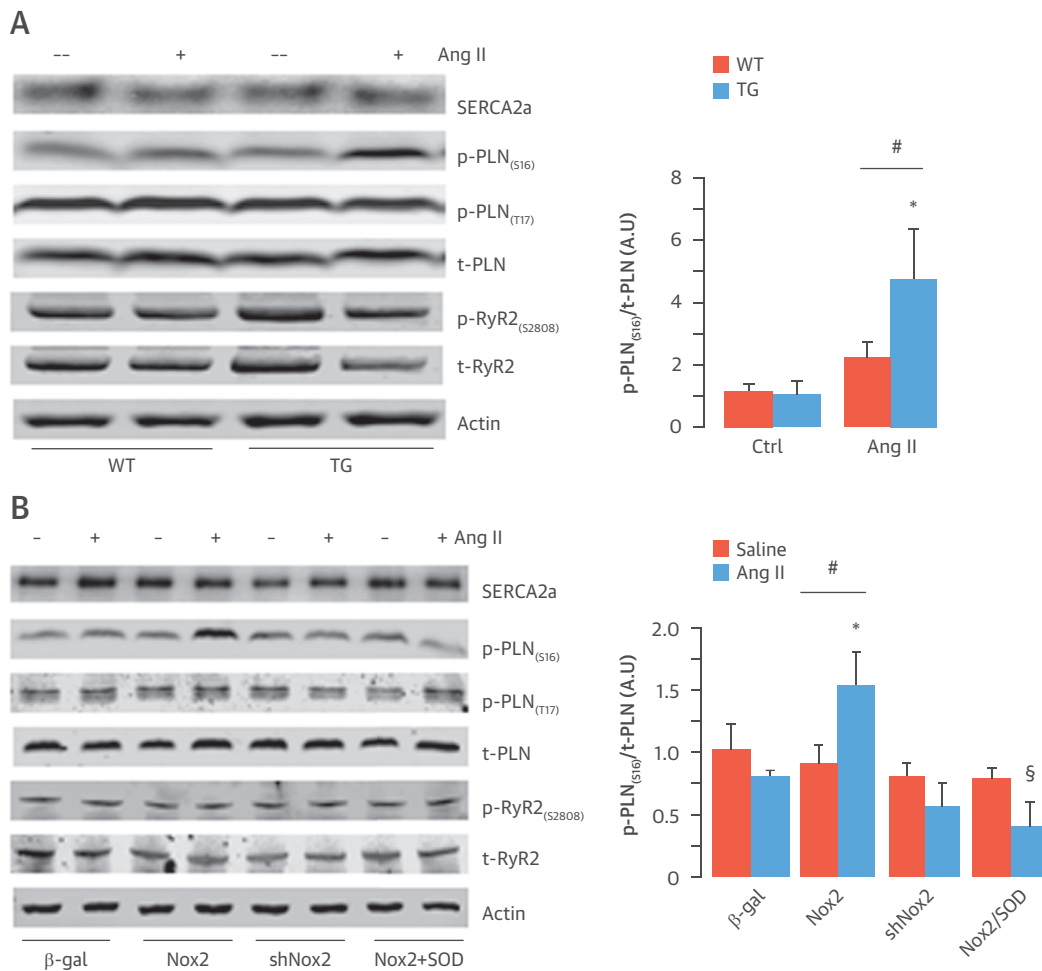 A
-- + -- + Ang II
SERCA2a
p-PLN(S16)
p-PLN(T17)
t-PLN
p-RyR2(S2808)
t-RyR2
Actin
WT TG
WT
TG
#
*
p-PLN(S16)/t-PLN (A.U)
8
6
4
2
0
Ctrl Ang II
B
- + - + - + - + Ang II
SERCA2a
p-PLN(S16)
p-PLN(T17)
t-PLN
p-RyR2(S2808)
t-RyR2
Actin
β-gal Nox2 shNox2 Nox2+SOD
Saline
Ang II
#
*
§
p-PLN(S16)/t-PLN (A.U)
2.0
1.5
1.0
0.5
0
β-gal Nox2 shNox2 Nox2/SOD